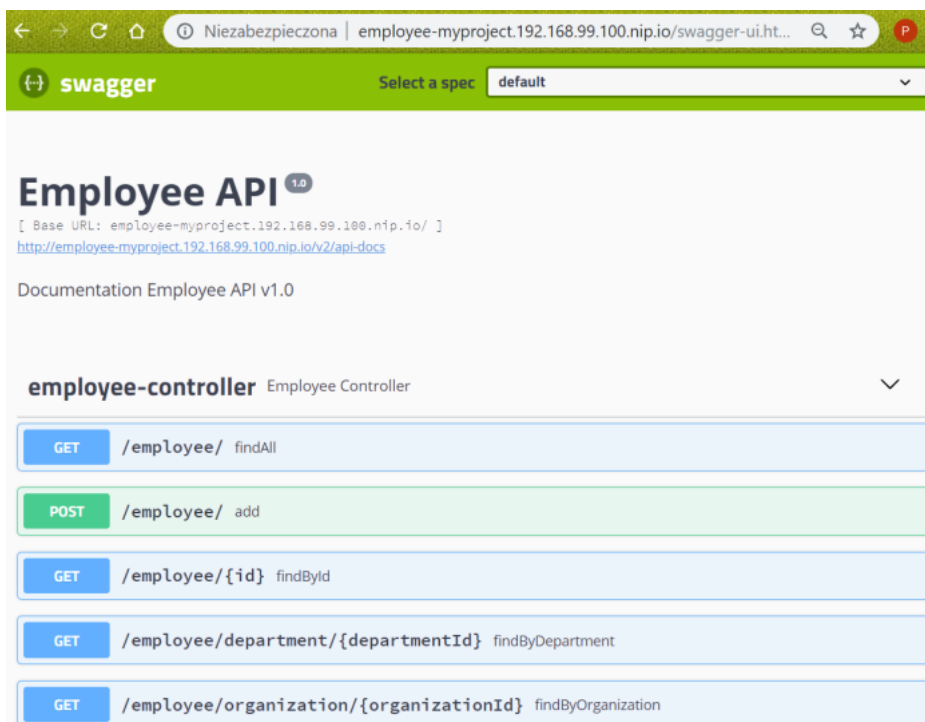 Niezabezpieczona | employee-myproject.192.168.99.100.nip.io/swagger-ui.ht... P
{··} swagger Select a spec default
Employee API 1.0
[ Base URL: employee-myproject.192.168.99.100.nip.io/ ]
http://employee-myproject.192.168.99.100.nip.io/v2/api-docs
Documentation Employee API v1.0
employee-controller Employee Controller
GET /employee/ findAll
POST /employee/ add
GET /employee/{id} findById
GET /employee/department/{departmentId} findByDepartment
GET /employee/organization/{organizationId} findByOrganization